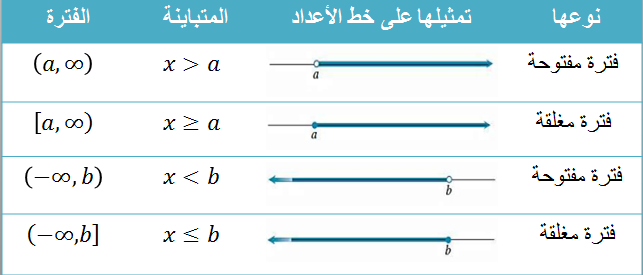 نوعها تمثيلها على خط الأعداد المتباينة الفترة
فترة مفتوحة a x > a (a, ∞)
فترة مغلقة a x ≥ a [a, ∞)
فترة مفتوحة b x < b (−∞, b)
فترة مغلقة b x ≤ b (−∞,b]